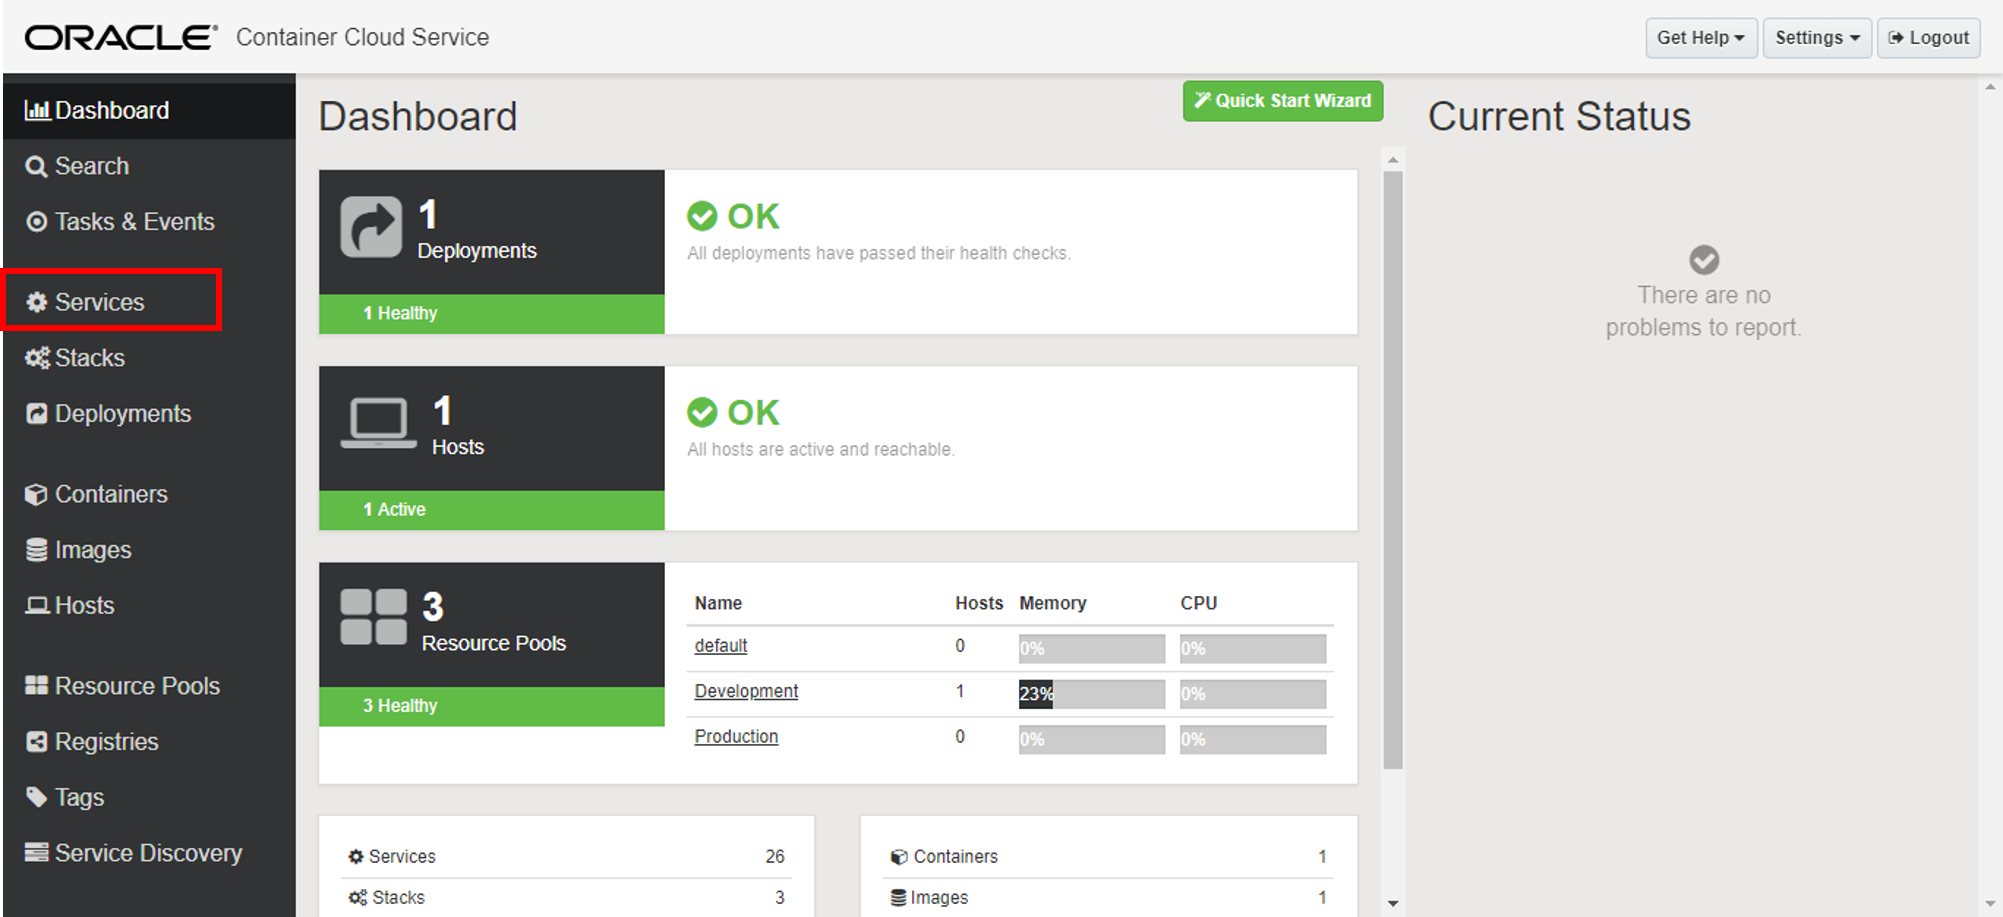 ORACLE® Container Cloud Service
Get Help
Settings
Logout
Dashboard
Search
Tasks & Events
Services
Stacks
Deployments
Containers
Images
Hosts
Resource Pools
Registries
Tags
Service Discovery
Dashboard
Quick Start Wizard
1
Deployments
1 Healthy
OK
All deployments have passed their health checks.
1
Hosts
1 Active
OK
All hosts are active and reachable.
3
Resource Pools
3 Healthy
Name Hosts Memory CPU
default 0 0% 0%
Development 1 23% 0%
Production 0 0% 0%
Services 26
Stacks 3
Containers 1
Images 1
Current Status
There are no
problems to report.